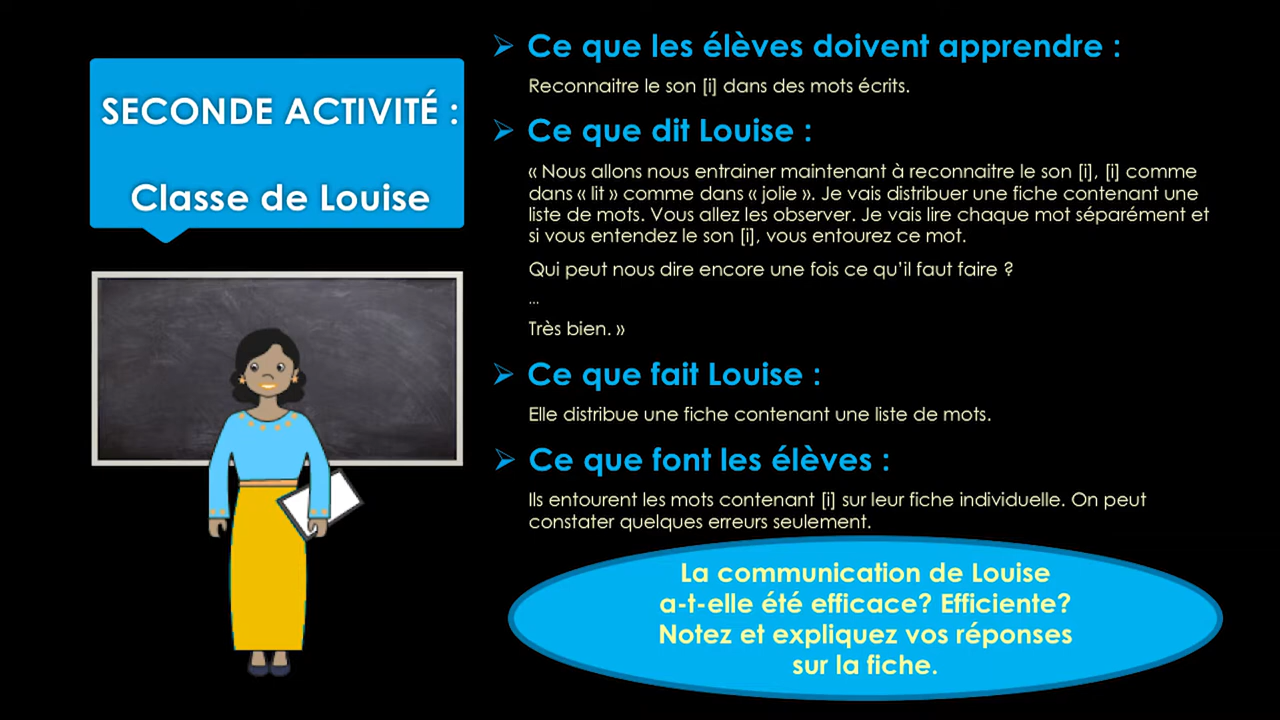 SECONDE ACTIVITÉ :
Classe de Louise
Ce que les élèves doivent apprendre :
Reconnaitre le son [i] dans des mots écrits.
Ce que dit Louise :
« Nous allons nous entrainer maintenant à reconnaitre le son [i], [i] comme
dans « lit » comme dans « jolie ». Je vais distribuer une fiche contenant une
liste de mots. Vous allez les observer. Je vais lire chaque mot séparément et
si vous entendez le son [i], vous entourez ce mot.
Qui peut nous dire encore une fois ce qu'il faut faire ?
...
Très bien. »
Ce que fait Louise :
Elle distribue une fiche contenant une liste de mots.
Ce que font les élèves :
Ils entourent les mots contenant [i] sur leur fiche individuelle. On peut
constater quelques erreurs seulement.
La communication de Louise
a-t-elle été efficace? Efficiente?
Notez et expliquez vos réponses
sur la fiche.